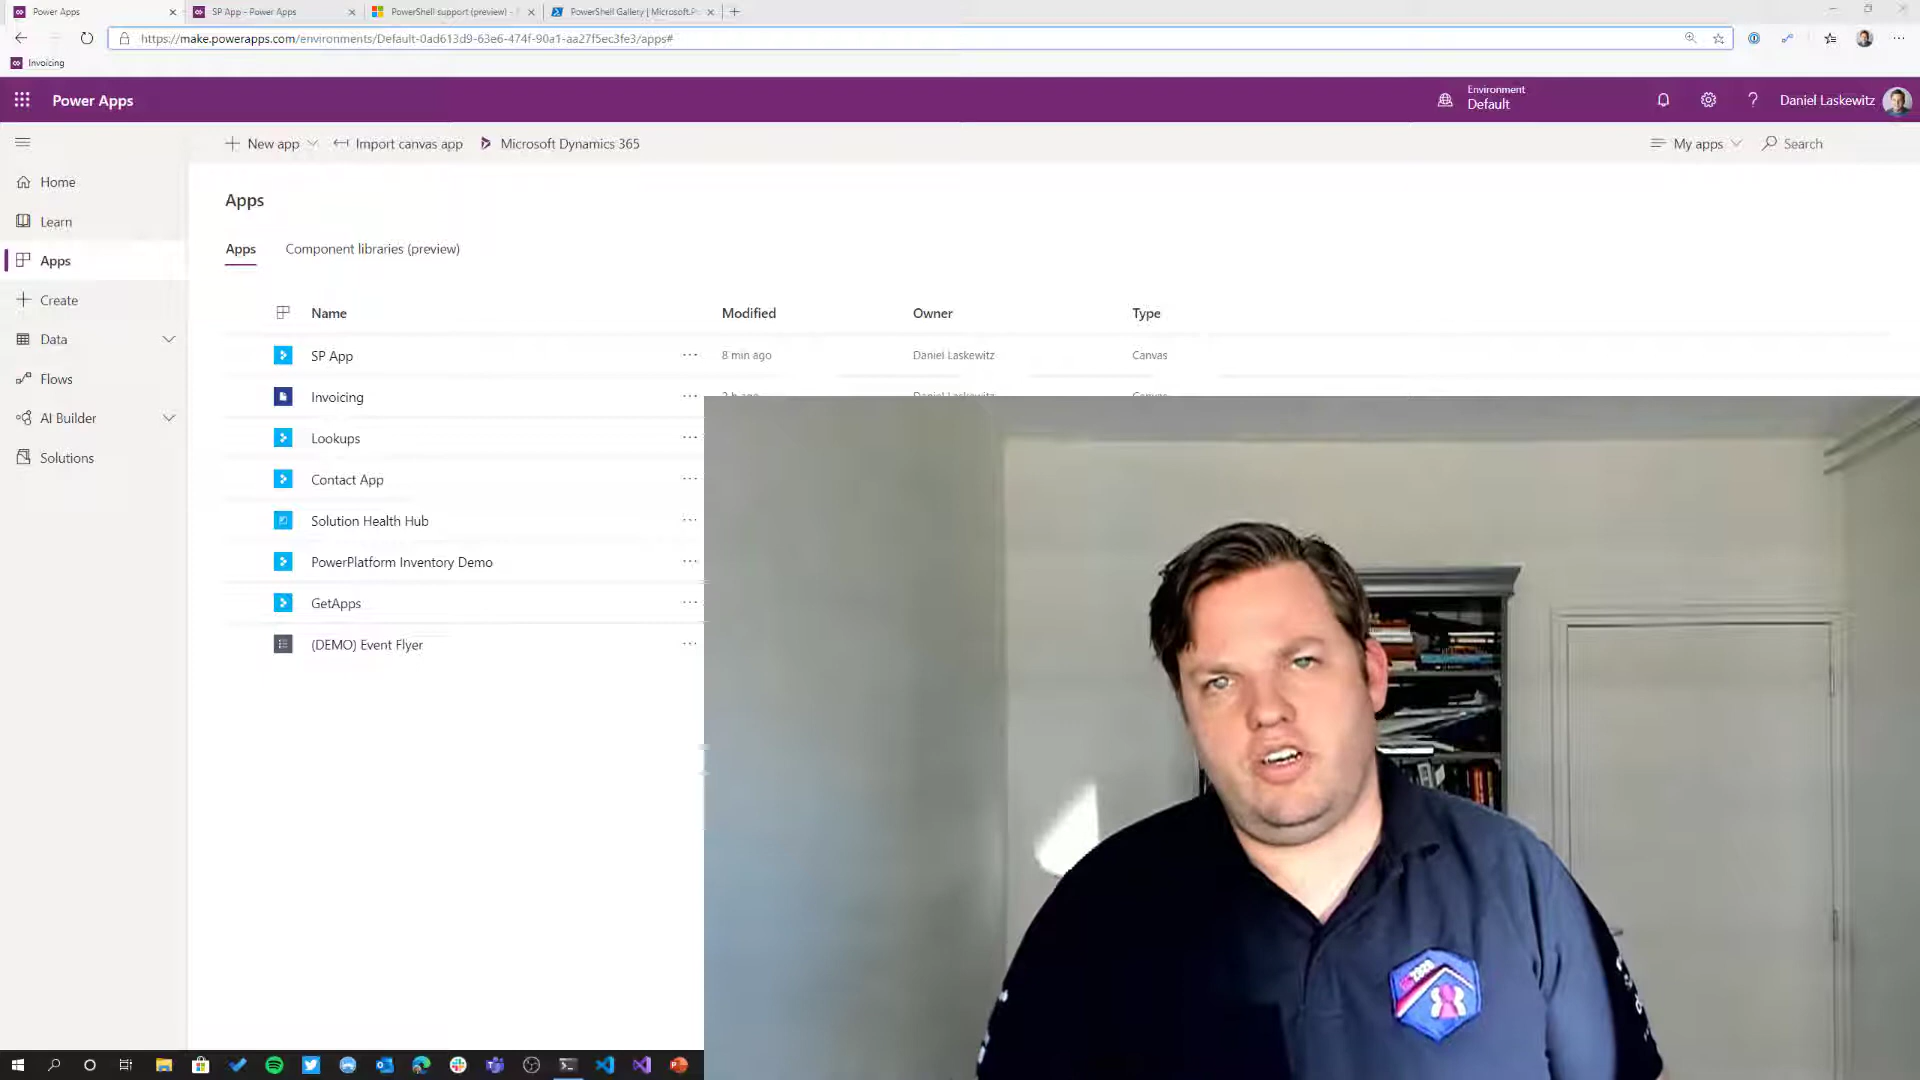 Power Apps
SP App - Power Apps
PowerShell support (preview) -
PowerShell Gallery | Microsoft.P
https://make.powerapps.com/environments/Default-0ad613d9-63e6-474f-90a1-aa27f5ec3fe3/apps#
Invoicing
Power Apps
Environment
Default
Daniel Laskewitz
New app
Import canvas app
Microsoft Dynamics 365
My apps
Search
Home
Learn
Apps
Create
Data
Flows
AI Builder
Solutions
Apps
Apps
Component libraries (preview)
Name
Modified
Owner
Type
SP App
8 min ago
Daniel Laskewitz
Canvas
Invoicing
Lookups
Contact App
Solution Health Hub
PowerPlatform Inventory Demo
GetApps
(DEMO) Event Flyer